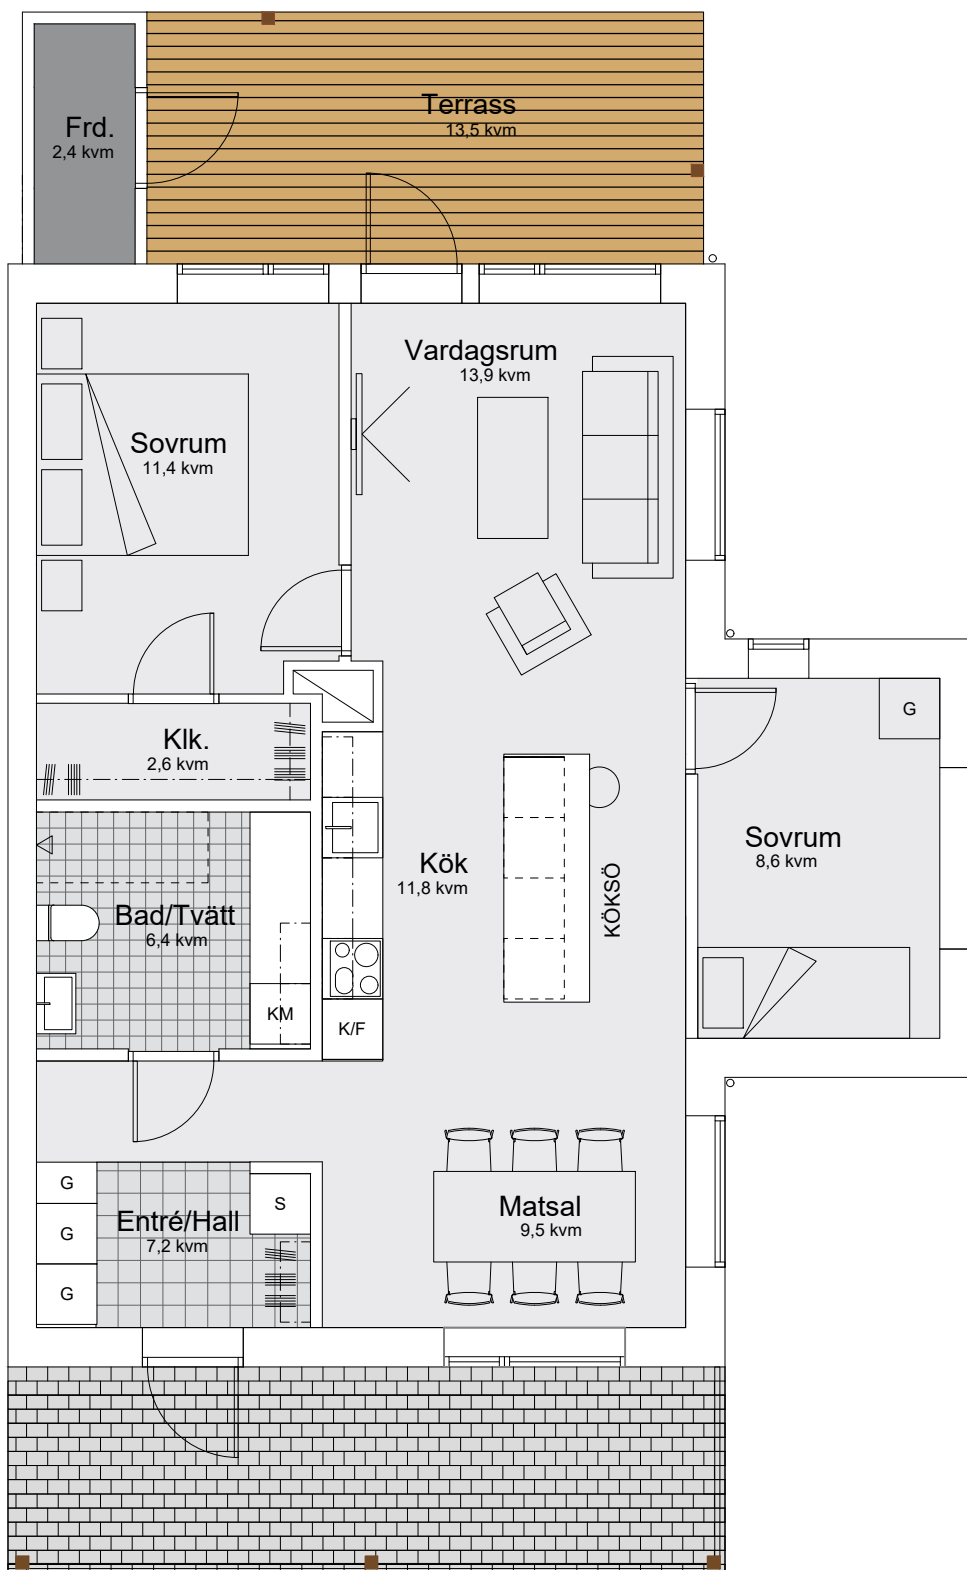 Terrass
13,5 kvm
Frd.
2,4 kvm
Vardagsrum
13,9 kvm
Sovrum
11,4 kvm
G
Klk.
2,6 kvm
Sovrum
8,6 kvm
Kök
11,8 kvm
KÖKSÖ
Bad/Tvätt
6,4 kvm
KM
K/F
G
S
Matsal
9,5 kvm
Entré/Hall
7,2 kvm
G
G